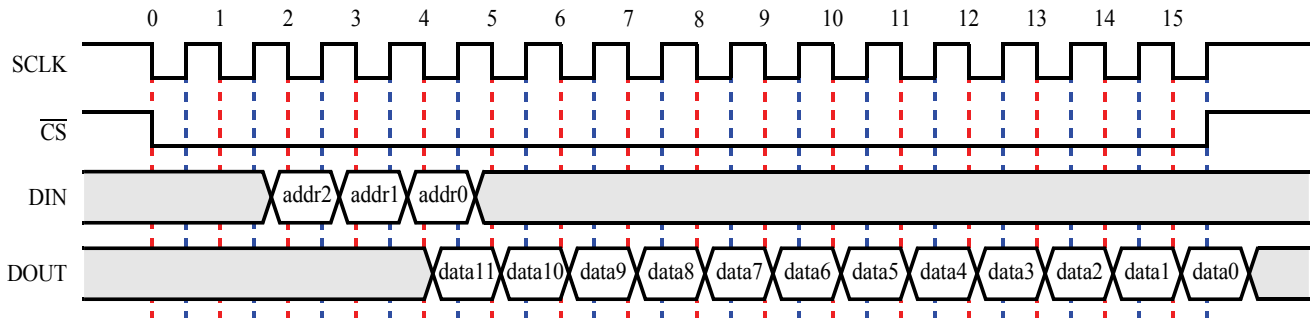 0 1 2 3 4 5 6 7 8 9 10 11 12 13 14 15
SCLK
CS
DIN addr2 addr1 addr0
DOUT data11 data10 data9 data8 data7 data6 data5 data4 data3 data2 data1 data0